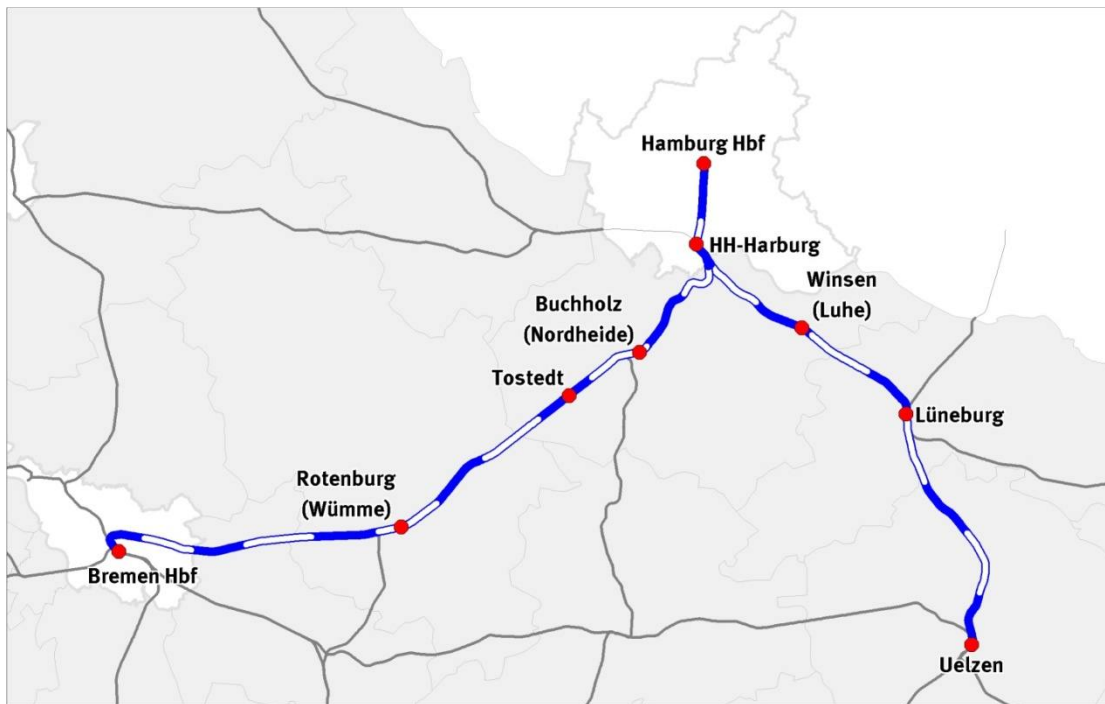 Hamburg Hbf
HH-Harburg
Winsen
(Luhe)
Buchholz
(Nordheide)
Tostedt
Lüneburg
Rotenburg
(Wümme)
Bremen Hbf
Uelzen